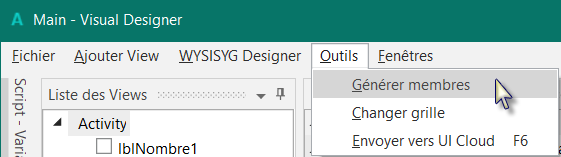 A Main - Visual Designer
Fichier Ajouter View WYSISYG Designer Outils Fenêtres
Générer membres
Changer grille
Envoyer vers UI Cloud F6
Script - Varia
Liste des Views
Activity
lblNombre1